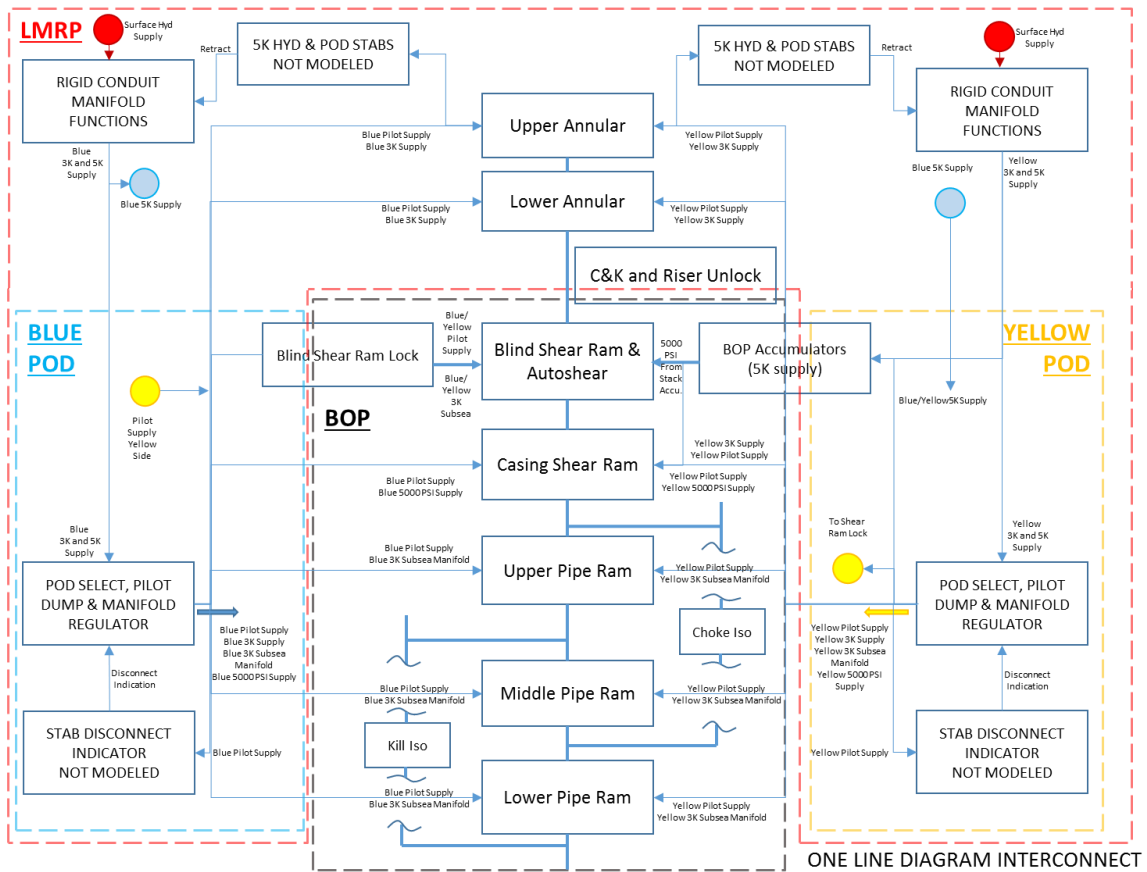 LMRP
Surface Hyd
Supply
Retract
5K HYD & POD STABS
NOT MODELED
5K HYD & POD STABS
NOT MODELED
Retract
Surface Hyd
Supply
RIGID CONDUIT
MANIFOLD
FUNCTIONS
RIGID CONDUIT
MANIFOLD
FUNCTIONS
Upper Annular
Blue Pilot Supply
Blue 3K Supply
Yellow Pilot Supply
Yellow 3K Supply
Blue
3K and 5K
Supply
Blue 5K Supply
Blue 5K Supply
Yellow
3K and 5K
Supply
Lower Annular
Blue Pilot Supply
Blue 3K Supply
Yellow Pilot Supply
Yellow 3K Supply
C&K and Riser Unlock
BLUE
POD
YELLOW
POD
Blind Shear Ram Lock
Blue/
Yellow
Pilot
Supply
Blue/
Yellow
3K
Subsea
Blind Shear Ram &
Autoshear
5000
PSI
From
Stack
Accu.
BOP Accumulators
(5K supply)
Blue/Yellow5K Supply
Pilot
Supply
Yellow
Side
BOP
Casing Shear Ram
Yellow 3K Supply
Yellow Pilot Supply
Blue Pilot Supply
Blue 5000 PSI Supply
Yellow Pilot Supply
Yellow 5000 PSI Supply
Blue
3K and 5K
Supply
To Shear
Ram Lock
Yellow
3K and 5K
Supply
Blue Pilot Supply
Blue 3K Subsea Manifold
Upper Pipe Ram
Yellow Pilot Supply
Yellow 3K Subsea Manifold
POD SELECT, PILOT
DUMP & MANIFOLD
REGULATOR
POD SELECT, PILOT
DUMP & MANIFOLD
REGULATOR
Blue Pilot Supply
Blue 3K Supply
Blue 3K Subsea
Manifold
Blue 5000 PSI Supply
Choke Iso
Yellow Pilot Supply
Yellow 3K Supply
Yellow 3K Subsea
Manifold
Yellow 5000 PSI
Supply
Disconnect
Indication
Disconnect
Indication
Blue Pilot Supply
Blue 3K Subsea Manifold
Middle Pipe Ram
Yellow Pilot Supply
Yellow 3K Subsea Manifold
STAB DISCONNECT
INDICATOR
NOT MODELED
Blue Pilot Supply
Kill Iso
Yellow Pilot Supply
STAB DISCONNECT
INDICATOR
NOT MODELED
Blue Pilot Supply
Blue 3K Subsea Manifold
Lower Pipe Ram
Yellow Pilot Supply
Yellow 3K Subsea Manifold
ONE LINE DIAGRAM INTERCONNECT